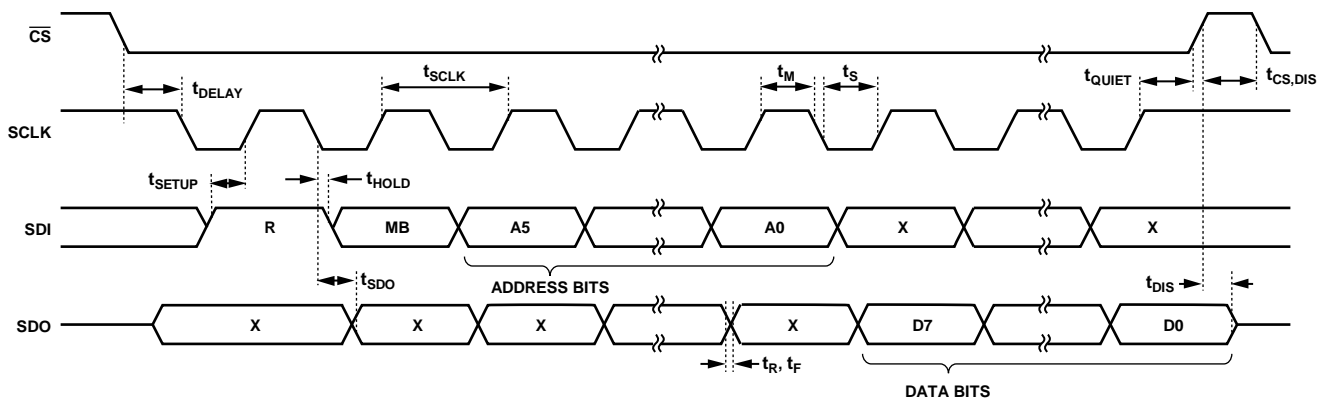 CS
tDELAY
tSCLK
tM
tS
tQUIET
tCS,DIS
SCLK
tSETUP
tHOLD
SDI
R
MB
A5
A0
X
X
tSDO
ADDRESS BITS
tDIS
SDO
X
X
X
X
D7
D0
tR, tF
DATA BITS